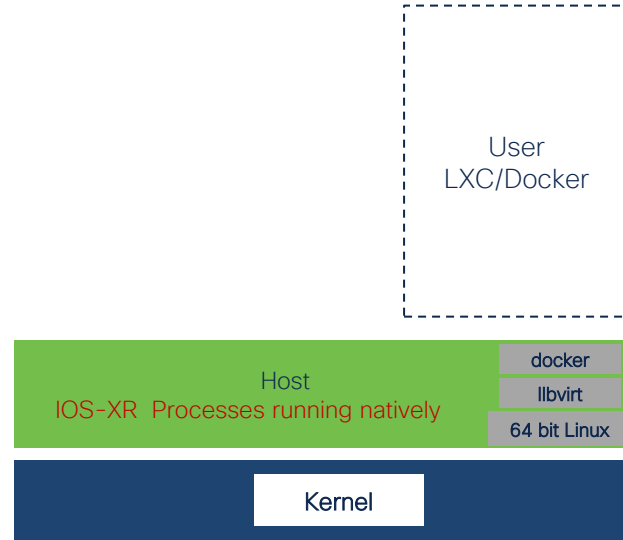 User
LXC/Docker
Host
IOS-XR Processes running natively
docker
llbvirt
64 bit Linux
Kernel